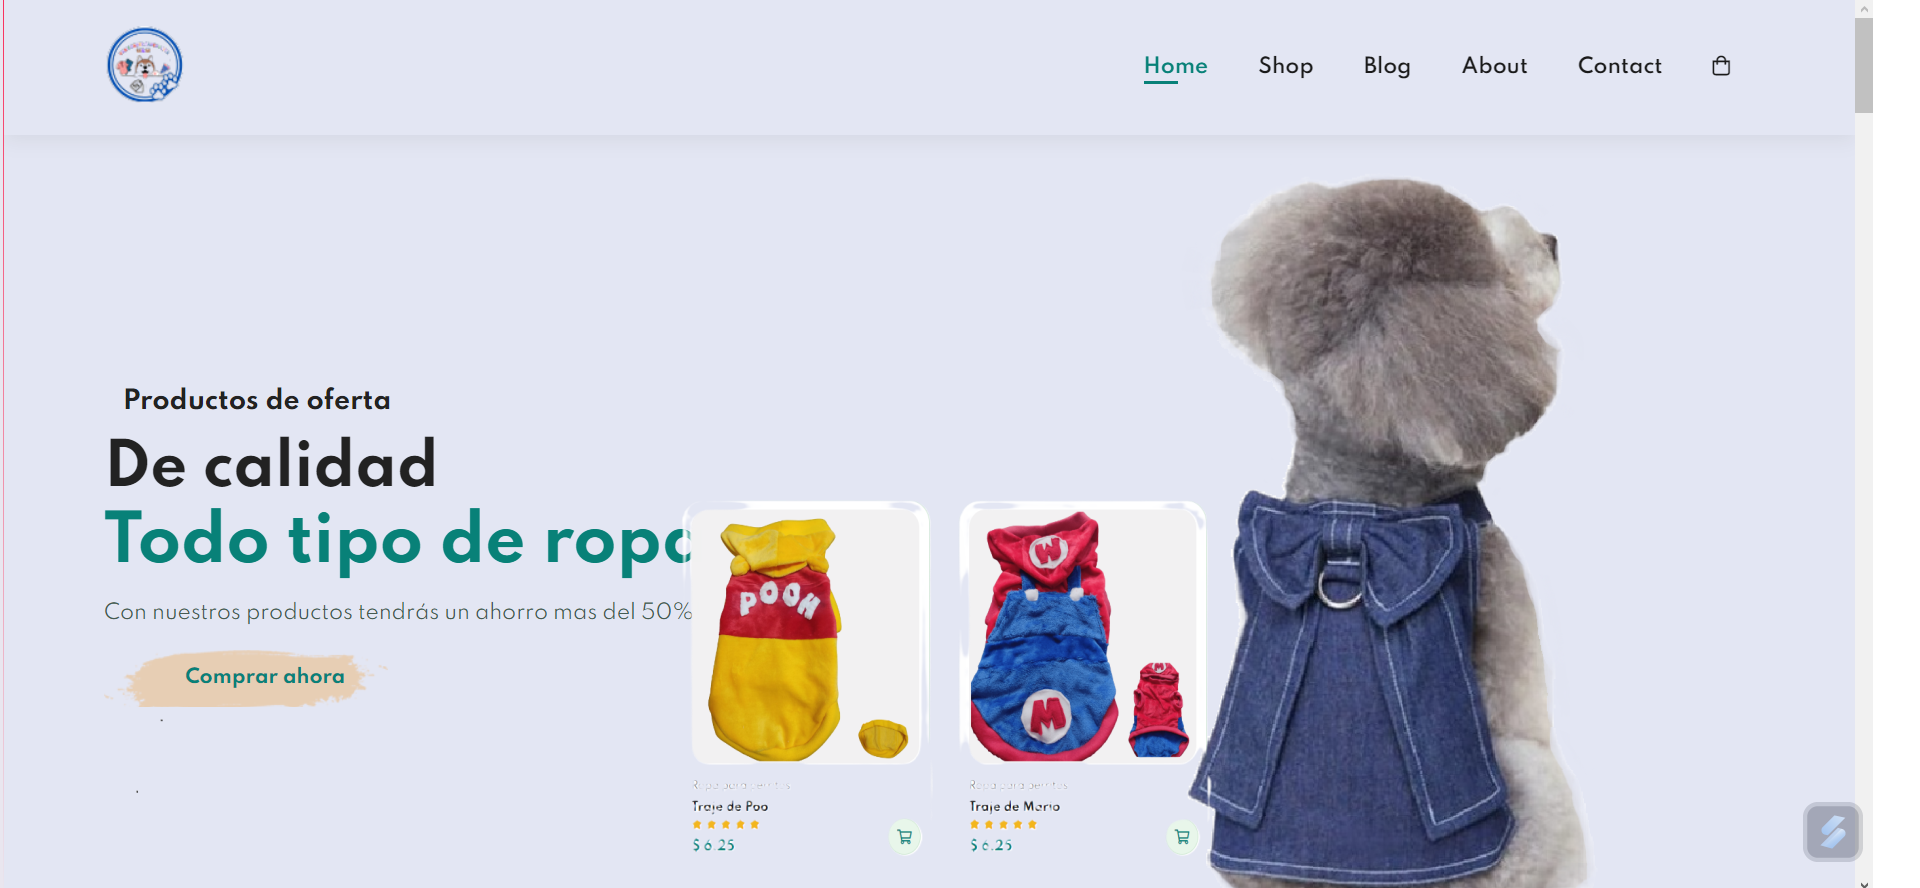 Home Shop Blog About Contact
Productos de oferta
De calidad
Todo tipo de ropa
Con nuestros productos tendrás un ahorro mas del 50%
Comprar ahora
POOH
M
M
Ropa para perritos
Traje de Poo
$ 6.25
Ropa para perritos
Traje de Mario
$ 6.25